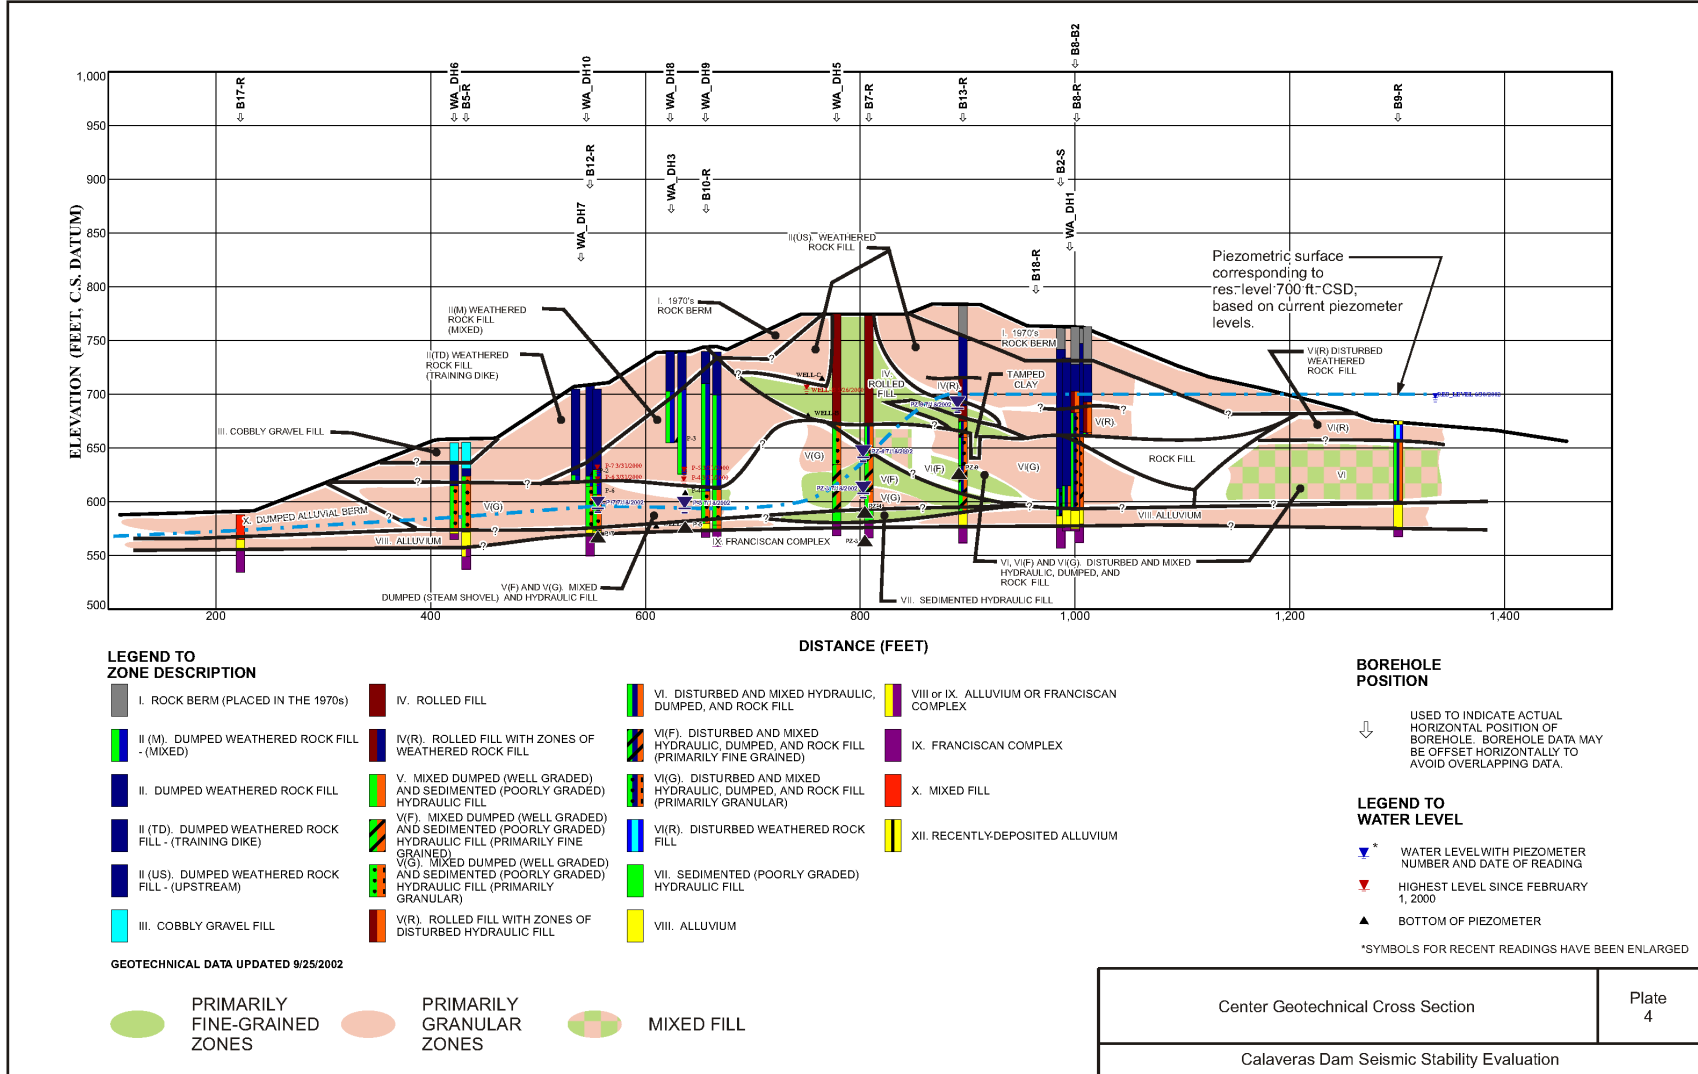 B17-R
WA_DH6
B5-R
WA_DH10
WA_DH8
WA_DH9
WA_DH5
B7-R
B13-R
B8-B2
B8-R
B9-R
B12-R
WA_DH3
B10-R
B2-S
WA_DH7
WA_DH1
B18-R
ELEVATION (FEET, C.S. DATUM)
1,000
950
900
850
800
750
700
650
600
550
500
II(US). WEATHERED
ROCK FILL
Piezometric surface
corresponding to
res. level 700 ft. CSD,
based on current piezometer
levels.
I. 1970's
ROCK BERM
II(M) WEATHERED
ROCK FILL
(MIXED)
II(TD) WEATHERED
ROCK FILL
(TRAINING DIKE)
III. COBBLY GRAVEL FILL
I. 1970's
ROCK BERM
VI(R) DISTURBED
WEATHERED
ROCK FILL
IV.
ROLLED
FILL
IV(R).
TAMPED
CLAY
WELL-C
P-3
P-7 3/31/2000
P-6
V(G)
V(G)
V(F)
V(G)
VI(F)
VI(G)
V(R).
VI(R)
ROCK FILL
VI
X. DUMPED ALLUVIAL BERM
VIII. ALLUVIUM
VIII. ALLUVIUM
IX. FRANCISCAN COMPLEX
V(F) AND V(G). MIXED
DUMPED (STEAM SHOVEL) AND HYDRAULIC FILL
VI, VI(F) AND VI(G). DISTURBED AND MIXED
HYDRAULIC, DUMPED, AND
ROCK FILL
VII. SEDIMENTED HYDRAULIC FILL
200
400
600
800
1,000
1,200
1,400
DISTANCE (FEET)
LEGEND TO
ZONE DESCRIPTION
I. ROCK BERM (PLACED IN THE 1970s)
II (M). DUMPED WEATHERED ROCK FILL
- (MIXED)
II. DUMPED WEATHERED ROCK FILL
II (TD). DUMPED WEATHERED ROCK
FILL - (TRAINING DIKE)
II (US). DUMPED WEATHERED ROCK
FILL - (UPSTREAM)
III. COBBLY GRAVEL FILL
IV. ROLLED FILL
IV(R). ROLLED FILL WITH ZONES OF
WEATHERED ROCK FILL
V. MIXED DUMPED (WELL GRADED)
AND SEDIMENTED (POORLY GRADED)
HYDRAULIC FILL
V(F). MIXED DUMPED (WELL GRADED)
AND SEDIMENTED (POORLY GRADED)
HYDRAULIC FILL (PRIMARILY FINE
GRAINED)
V(G). MIXED DUMPED (WELL GRADED)
AND SEDIMENTED (POORLY GRADED)
HYDRAULIC FILL (PRIMARILY
GRANULAR)
V(R). ROLLED FILL WITH ZONES OF
DISTURBED HYDRAULIC FILL
VI. DISTURBED AND MIXED HYDRAULIC,
DUMPED, AND ROCK FILL
VI(F). DISTURBED AND MIXED
HYDRAULIC, DUMPED, AND ROCK FILL
(PRIMARILY FINE GRAINED)
VI(G). DISTURBED AND MIXED
HYDRAULIC, DUMPED, AND ROCK FILL
(PRIMARILY GRANULAR)
VI(R). DISTURBED WEATHERED ROCK
FILL
VII. SEDIMENTED (POORLY GRADED)
HYDRAULIC FILL
VIII. ALLUVIUM
VIII or IX. ALLUVIUM OR FRANCISCAN
COMPLEX
IX. FRANCISCAN COMPLEX
X. MIXED FILL
XII. RECENTLY-DEPOSITED ALLUVIUM
BOREHOLE
POSITION
USED TO INDICATE ACTUAL
HORIZONTAL POSITION OF
BOREHOLE. BOREHOLE DATA MAY
BE OFFSET HORIZONTALLY TO
AVOID OVERLAPPING DATA.
LEGEND TO
WATER LEVEL
* WATER LEVEL WITH PIEZOMETER
NUMBER AND DATE OF READING
HIGHEST LEVEL SINCE FEBRUARY
1, 2000
BOTTOM OF PIEZOMETER
*SYMBOLS FOR RECENT READINGS HAVE BEEN ENLARGED
GEOTECHNICAL DATA UPDATED 9/25/2002
PRIMARILY
FINE-GRAINED
ZONES
PRIMARILY
GRANULAR
ZONES
MIXED FILL
Center Geotechnical Cross Section
Plate
4
Calaveras Dam Seismic Stability Evaluation